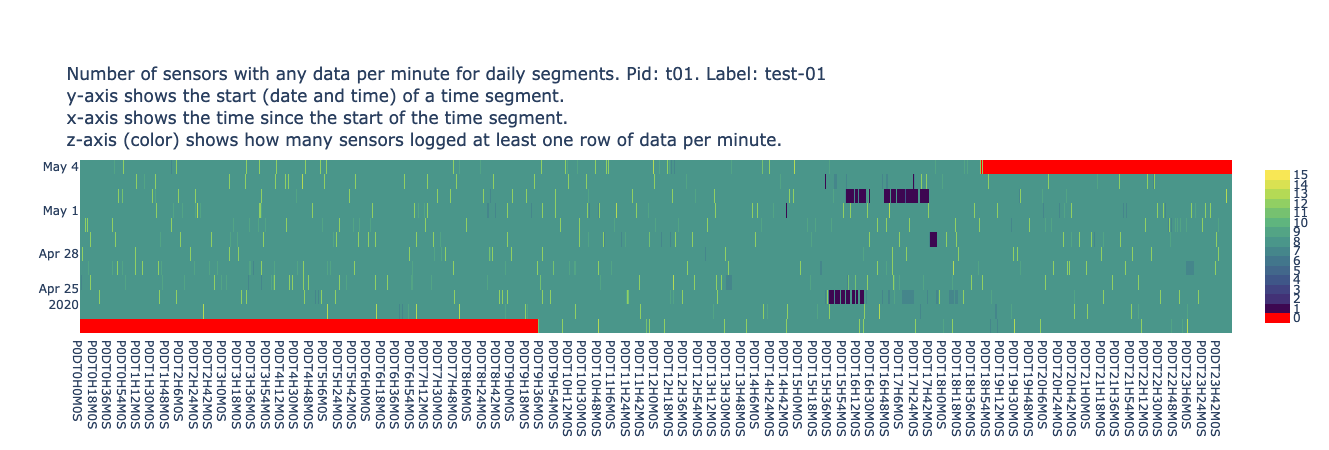 Number of sensors with any data per minute for daily segments. Pid: t01. Label: test-01
y-axis shows the start (date and time) of a time segment.
x-axis shows the time since the start of the time segment.
z-axis (color) shows how many sensors logged at least one row of data per minute.
May 4
May 1
Apr 28
Apr 25
2020
15
14
13
12
11
10
9
8
7
6
5
4
3
2
1
0
P0DT0H0M0S
P0DT0H18M0S
P0DT0H36M0S
P0DT0H54M0S
P0DT1H12M0S
P0DT1H30M0S
P0DT1H48M0S
P0DT2H6M0S
P0DT2H24M0S
P0DT2H42M0S
P0DT3H0M0S
P0DT3H18M0S
P0DT3H36M0S
P0DT3H54M0S
P0DT4H12M0S
P0DT4H30M0S
P0DT4H48M0S
P0DT5H6M0S
P0DT5H24M0S
P0DT5H42M0S
P0DT6H0M0S
P0DT6H18M0S
P0DT6H36M0S
P0DT6H54M0S
P0DT7H12M0S
P0DT7H30M0S
P0DT7H48M0S
P0DT8H6M0S
P0DT8H24M0S
P0DT8H42M0S
P0DT9H0M0S
P0DT9H18M0S
P0DT9H36M0S
P0DT9H54M0S
P0DT10H12M0S
P0DT10H30M0S
P0DT10H48M0S
P0DT11H6M0S
P0DT11H24M0S
P0DT11H42M0S
P0DT12H0M0S
P0DT12H18M0S
P0DT12H36M0S
P0DT12H54M0S
P0DT13H12M0S
P0DT13H30M0S
P0DT13H48M0S
P0DT14H6M0S
P0DT14H24M0S
P0DT14H42M0S
P0DT15H0M0S
P0DT15H18M0S
P0DT15H36M0S
P0DT15H54M0S
P0DT16H12M0S
P0DT16H30M0S
P0DT16H48M0S
P0DT17H6M0S
P0DT17H24M0S
P0DT17H42M0S
P0DT18H0M0S
P0DT18H18M0S
P0DT18H36M0S
P0DT18H54M0S
P0DT19H12M0S
P0DT19H30M0S
P0DT19H48M0S
P0DT20H6M0S
P0DT20H24M0S
P0DT20H42M0S
P0DT21H0M0S
P0DT21H18M0S
P0DT21H36M0S
P0DT21H54M0S
P0DT22H12M0S
P0DT22H30M0S
P0DT22H48M0S
P0DT23H6M0S
P0DT23H24M0S
P0DT23H42M0S